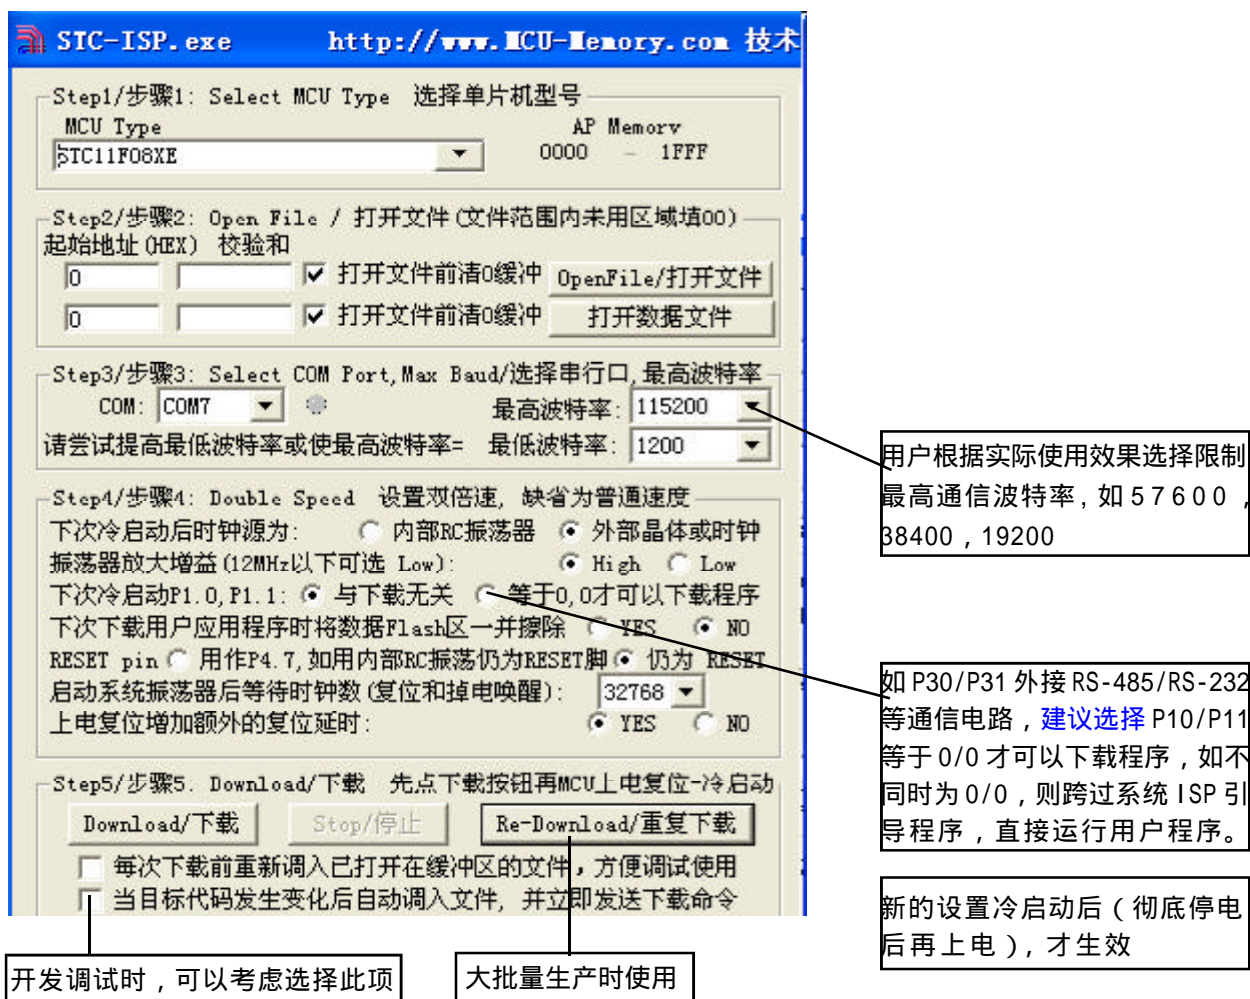 STC-ISP.exe http://www.MCU-Memory.com 技术
Step1/步骤1: Select MCU Type 选择单片机型号
MCU Type AP Memory
STC11F08XE 0000 - 1FFF
Step2/步骤2: Open File / 打开文件(文件范围内未用区域填00)
起始地址(HEX) 校验和
0 打开文件前清0缓冲 OpenFile/打开文件
0 打开文件前清0缓冲 打开数据文件
Step3/步骤3: Select COM Port,Max Baud/选择串行口,最高波特率
COM: COM7 最高波特率: 115200
请尝试提高最低波特率或使最高波特率= 最低波特率: 1200
用户根据实际使用效果选择限制
最高通信波特率,如57600,
38400,19200
Step4/步骤4: Double Speed 设置双倍速, 缺省为普通速度
下次冷启动后时钟源为: 内部RC振荡器 外部晶体或时钟
振荡器放大增益(12MHz以下可选 Low): High Low
下次冷启动P1.0,P1.1: 与下载无关 等于0,0才可以下载程序
下次下载用户应用程序时将数据Flash区一并擦除 YES NO
RESET pin 用作P4.7,如用内部RC振荡仍为RESET脚 仍为 RESET
启动系统振荡器后等待时钟数(复位和掉电唤醒): 32768
上电复位增加额外的复位延时: YES NO
如P30/P31外接RS-485/RS-232
等通信电路,建议选择P10/P11
等于0/0才可以下载程序,如不
同时为0/0,则跨过系统ISP引
导程序,直接运行用户程序。
Step5/步骤5. Download/下载 先点下载按钮再MCU上电复位-冷启动
Download/下载 Stop/停止 Re-Download/重复下载
每次下载前重新调入已打开在缓冲区的文件,方便调试使用
当目标代码发生变化后自动调入文件, 并立即发送下载命令
新的设置冷启动后(彻底停电
后再上电),才生效
开发调试时,可以考虑选择此项
大批量生产时使用